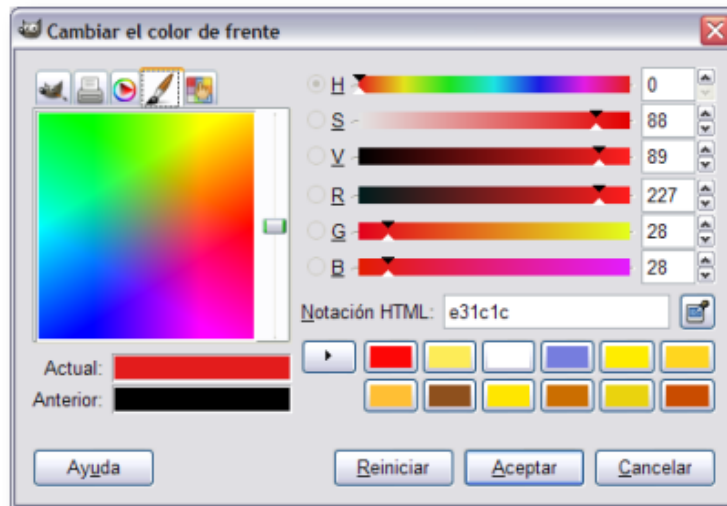 Cambiar el color de frente
H 0
S 88
V 89
R 227
G 28
B 28
Notación HTML: e31c1c
Actual:
Anterior:
Ayuda Reiniciar Aceptar Cancelar